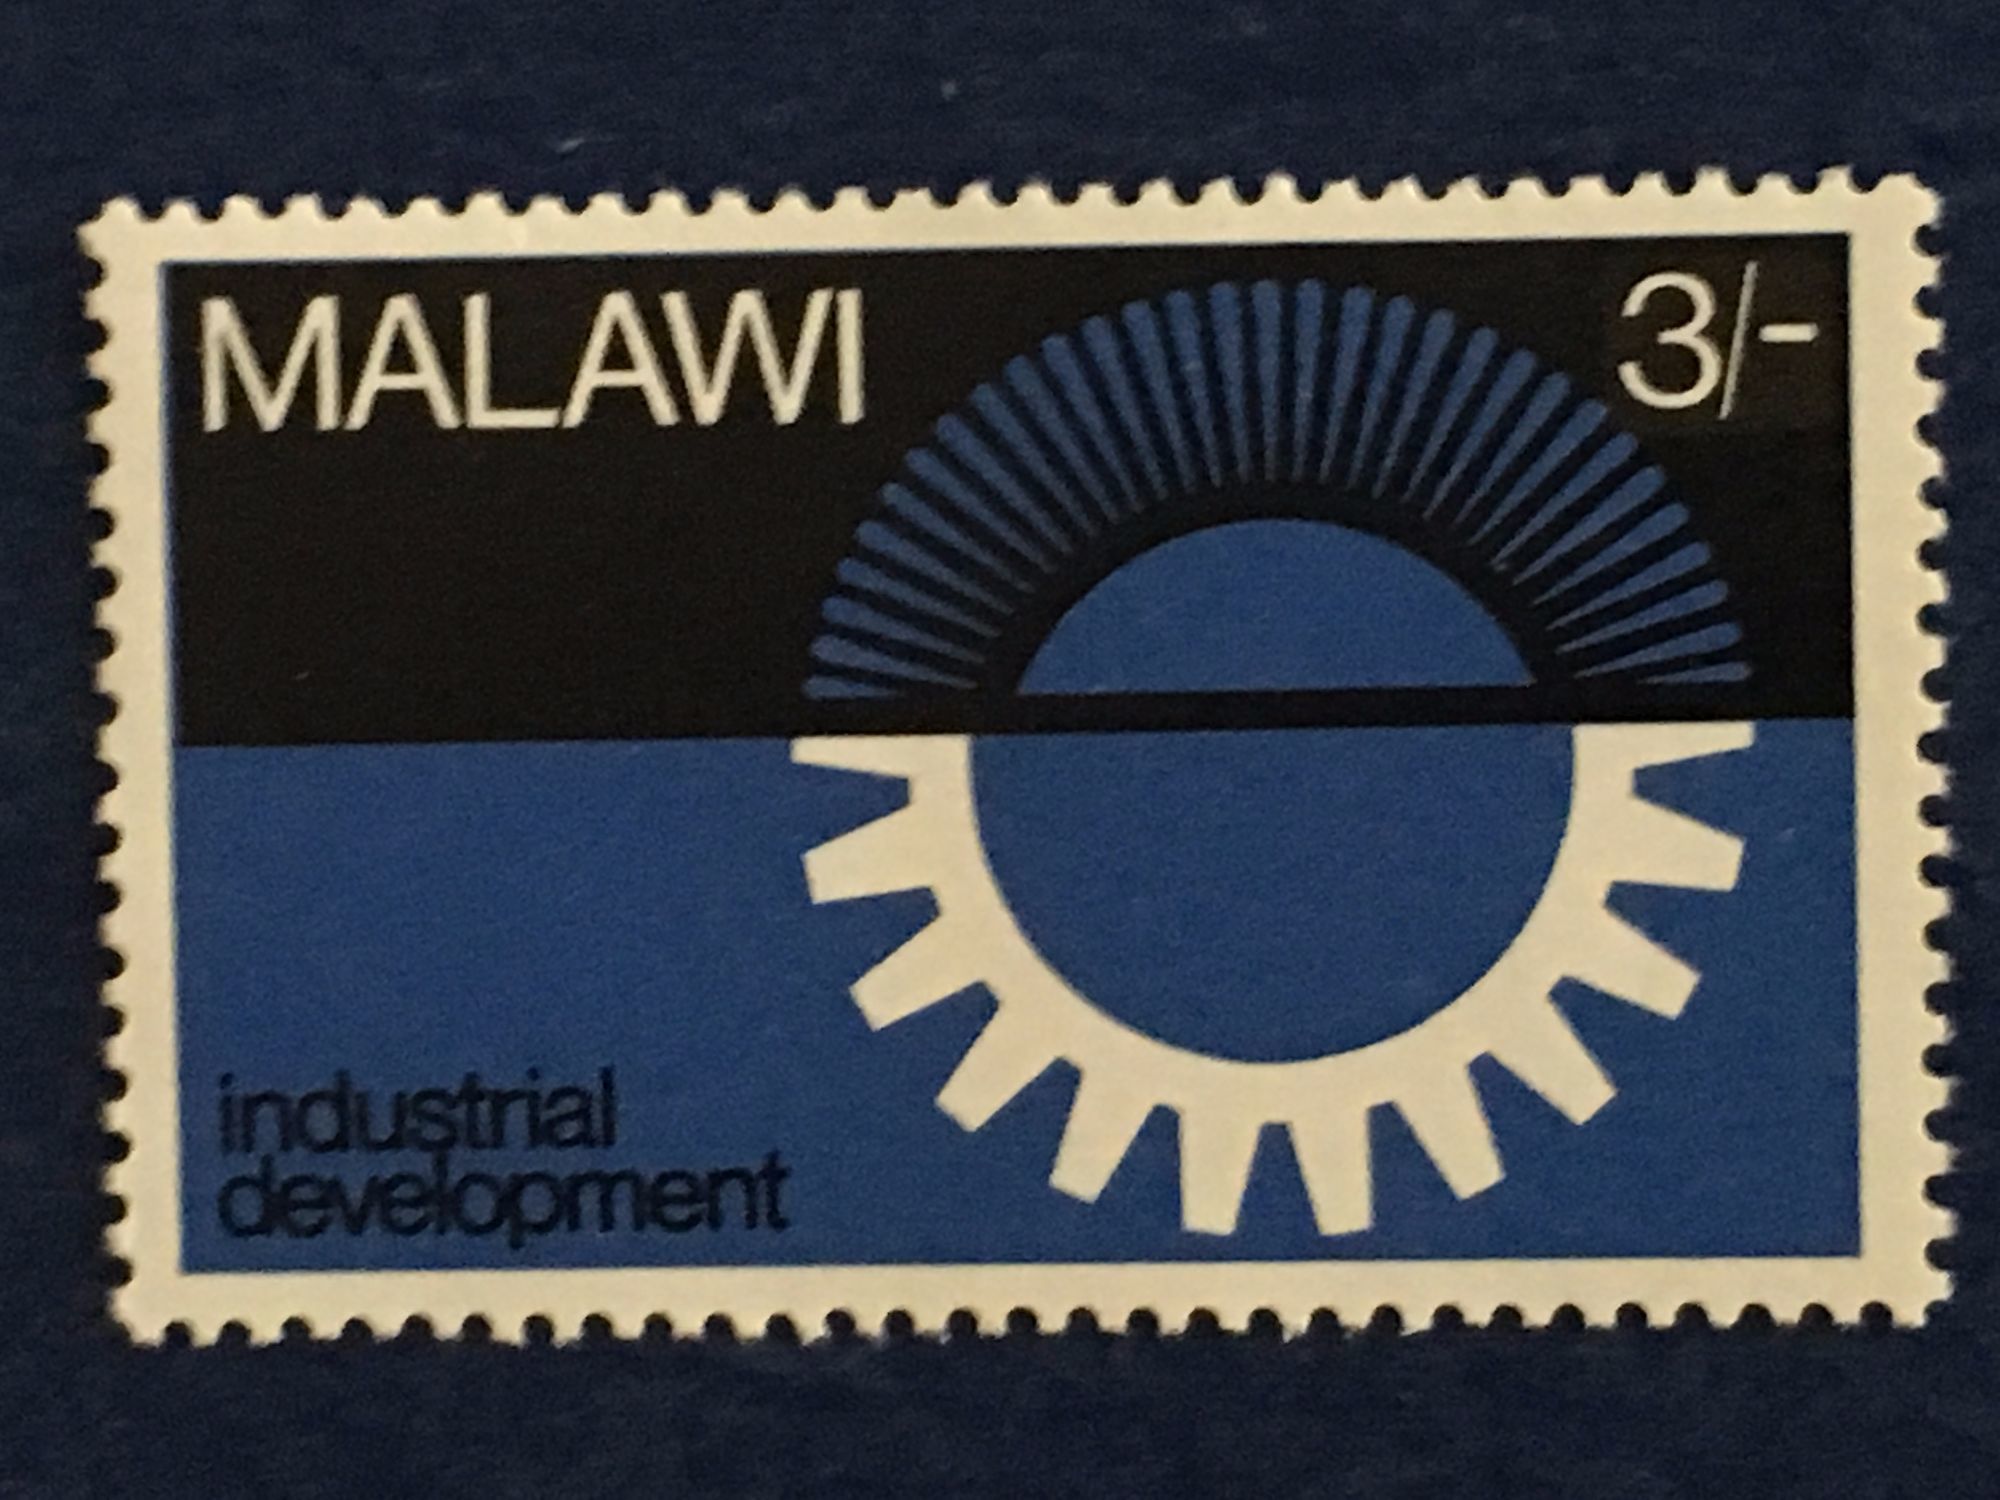 MALAWI
3/-
industrial
development